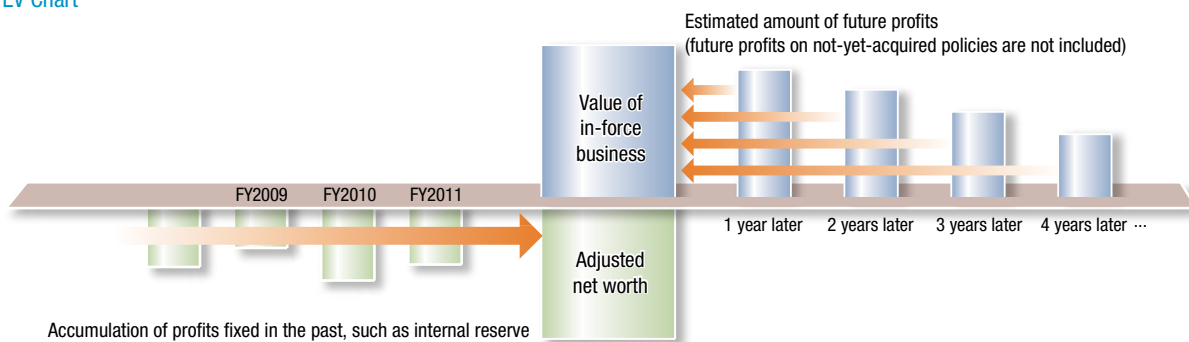 EV Chart
Estimated amount of future profits
(future profits on not-yet-acquired policies are not included)
Value of
in-force
business
FY2009 FY2010 FY2011
1 year later 2 years later 3 years later 4 years later ...
Adjusted
net worth
Accumulation of profits fixed in the past, such as internal reserve